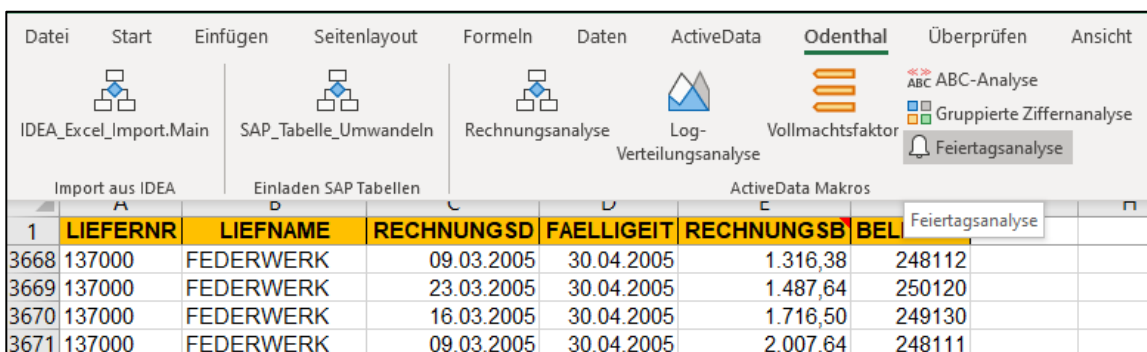 Datei Start Einfügen Seitenlayout Formeln Daten ActiveData Odenthal Überprüfen Ansicht
IDEA_Excel_Import.Main SAP_Tabelle_Umwandeln Rechnungsanalyse Log- Vollmachtsfaktor ABC ABC-Analyse
Verteilungsanalyse Gruppierte Ziffernanalyse
Feiertagsanalyse
Import aus IDEA Einladen SAP Tabellen ActiveData Makros
A B C D E H
Feiertagsanalyse
1 LIEFERNR LIEFNAME RECHNUNGSD FAELLIGEIT RECHNUNGSB
3668 137000 FEDERWERK 09.03.2005 30.04.2005 1.316,38 248112
3669 137000 FEDERWERK 23.03.2005 30.04.2005 1.487,64 250120
3670 137000 FEDERWERK 16.03.2005 30.04.2005 1.716,50 249130
3671 137000 FEDERWERK 09.03.2005 30.04.2005 2.007,64 248111